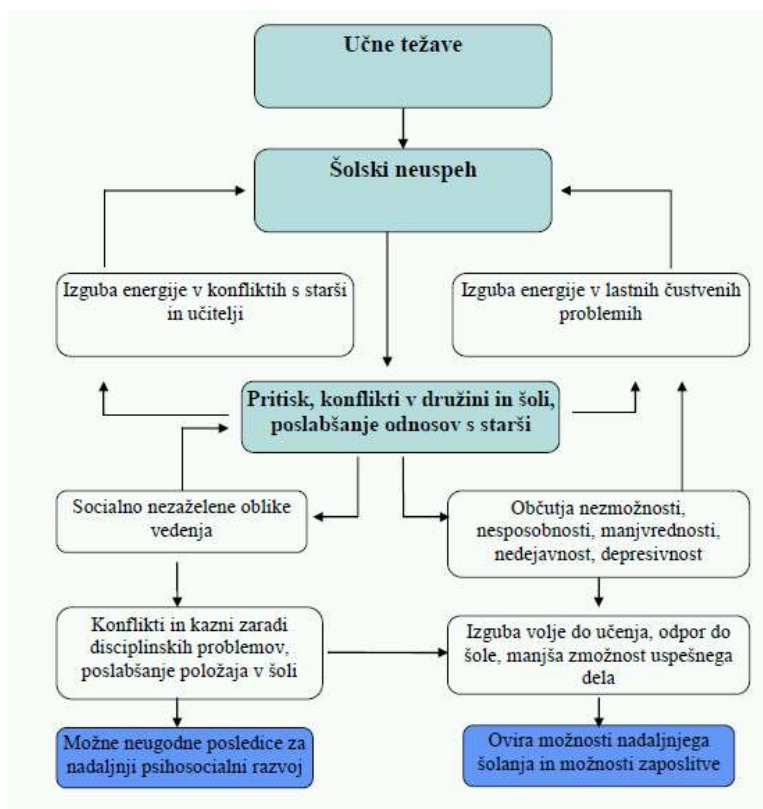 Učne težave
Šolski neuspeh
Izguba energije v konfliktih s starši
in učitelji
Izguba energije v lastnih čustvenih
problemih
Pritisk, konflikti v družini in šoli,
poslabšanje odnosov s starši
Socialno nezaželene oblike
vedenja
Občutja nezmožnosti,
nesposobnosti, manjvrednosti,
nedejavnost, depresivnost
Konflikti in kazni zaradi
disciplinskih problemov,
poslabšanje položaja v šoli
Izguba volje do učenja, odpor do
šole, manjša zmožnost uspešnega
dela
Možne neugodne posledice za
nadaljnji psihosocialni razvoj
Ovira možnosti nadaljnjega
šolanja in možnosti zaposlitve